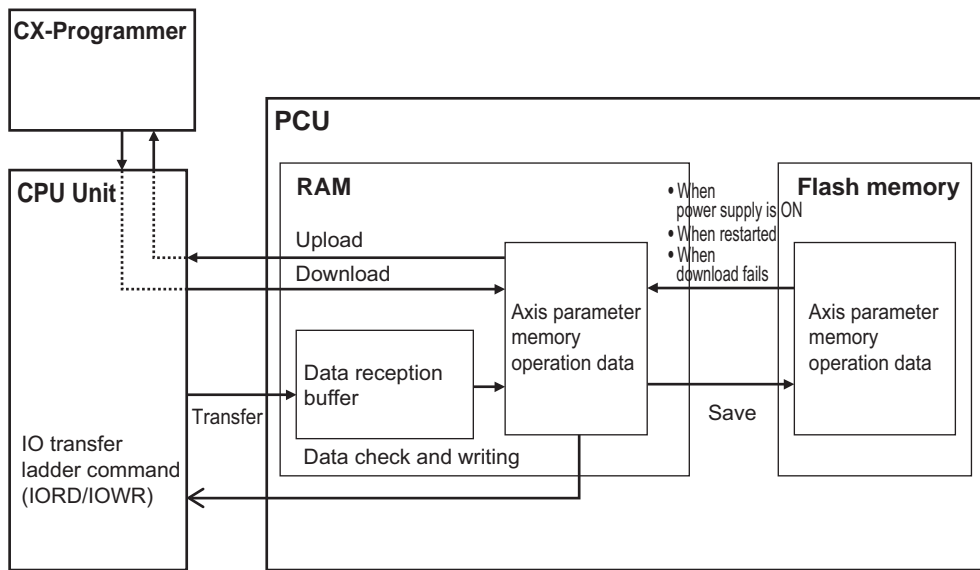 CX-Programmer
PCU
CPU Unit
RAM
Flash memory
• When
power supply is ON
• When restarted
• When
download fails
Upload
Download
Axis parameter
memory
operation data
Axis parameter
memory
operation data
Data reception
buffer
Transfer
Save
Data check and writing
IO transfer
ladder command
(IORD/IOWR)